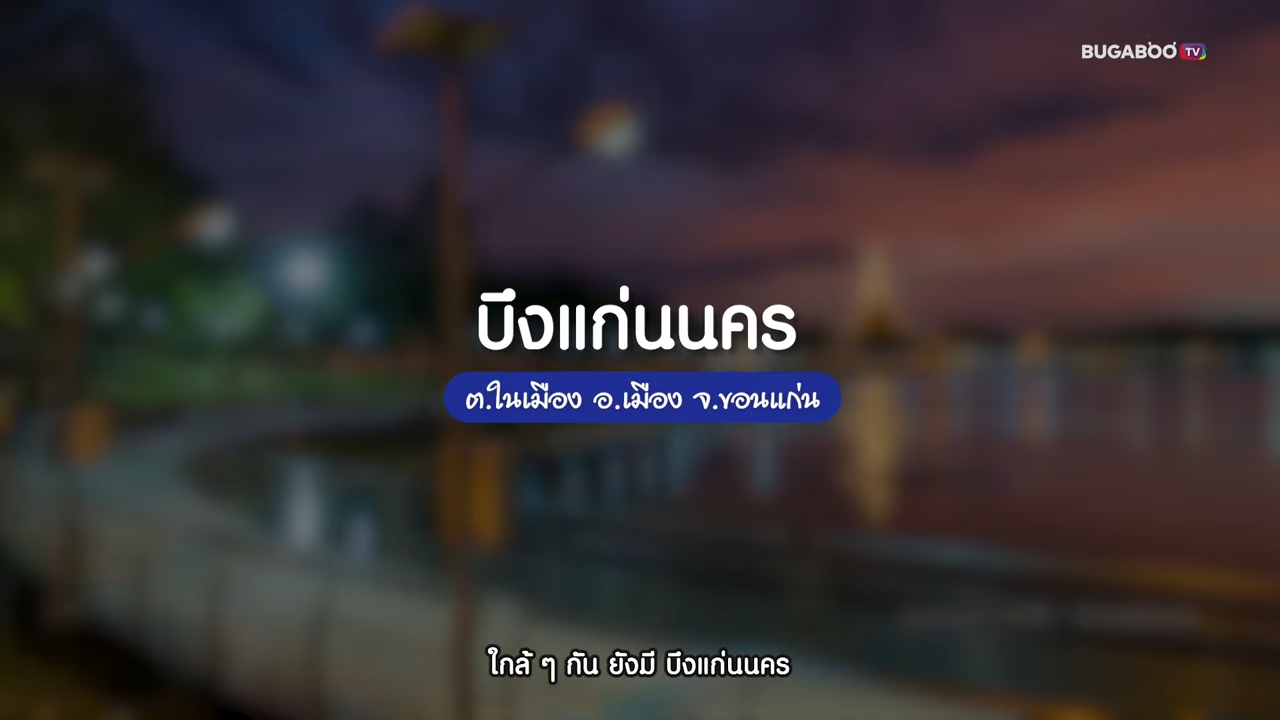 BUGABOO TV
บึงแก่นนคร
ต.ในเมือง อ.เมือง จ.ขอนแก่น
ใกล้ ๆ กัน ยังมี บึงแก่นนคร